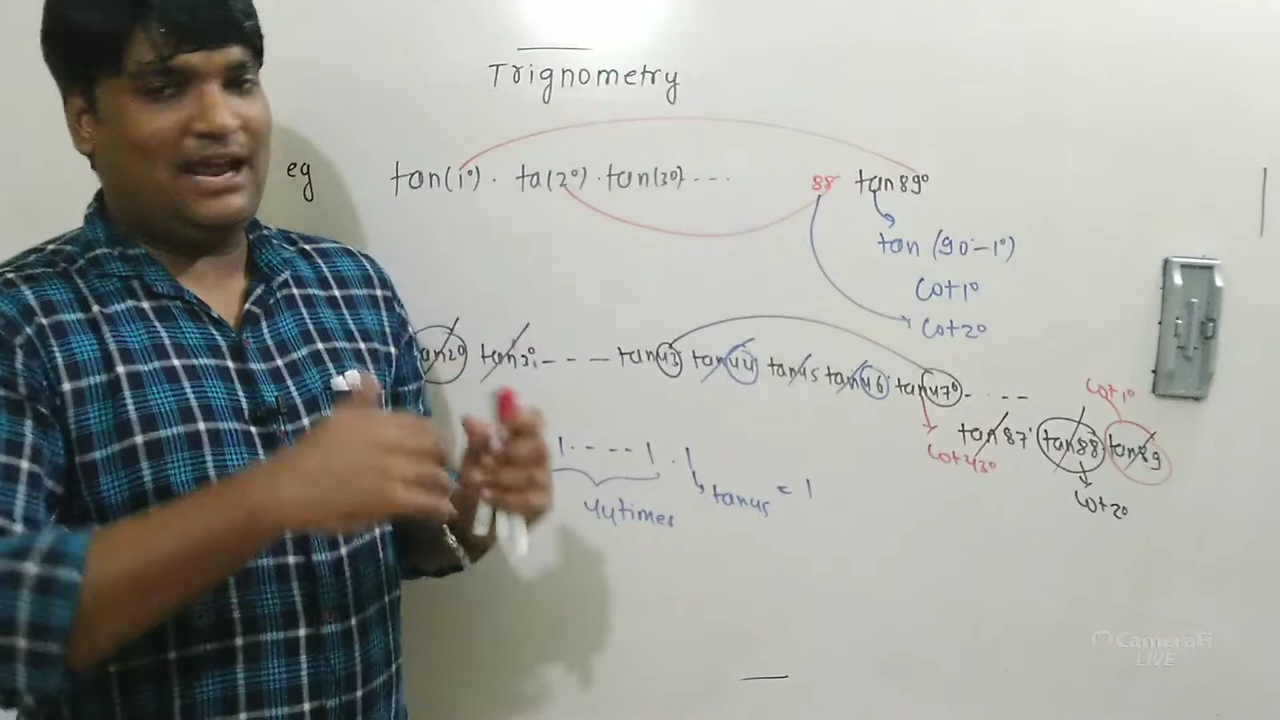 Trignometry
eg tan(1°) · ta(2°) · tan(3°) --- 88 tan89°
tan (90°-1°)
cot1°
cot2°
tan2° tan3° - - - tan43 tan44 tan45 tan46 tan47° - - -
cot1°
tan87° tan88 tan89
cot43°
cot2°
1 - - - - 1 · 1
tan45 = 1
44times
CameraFi
LIVE